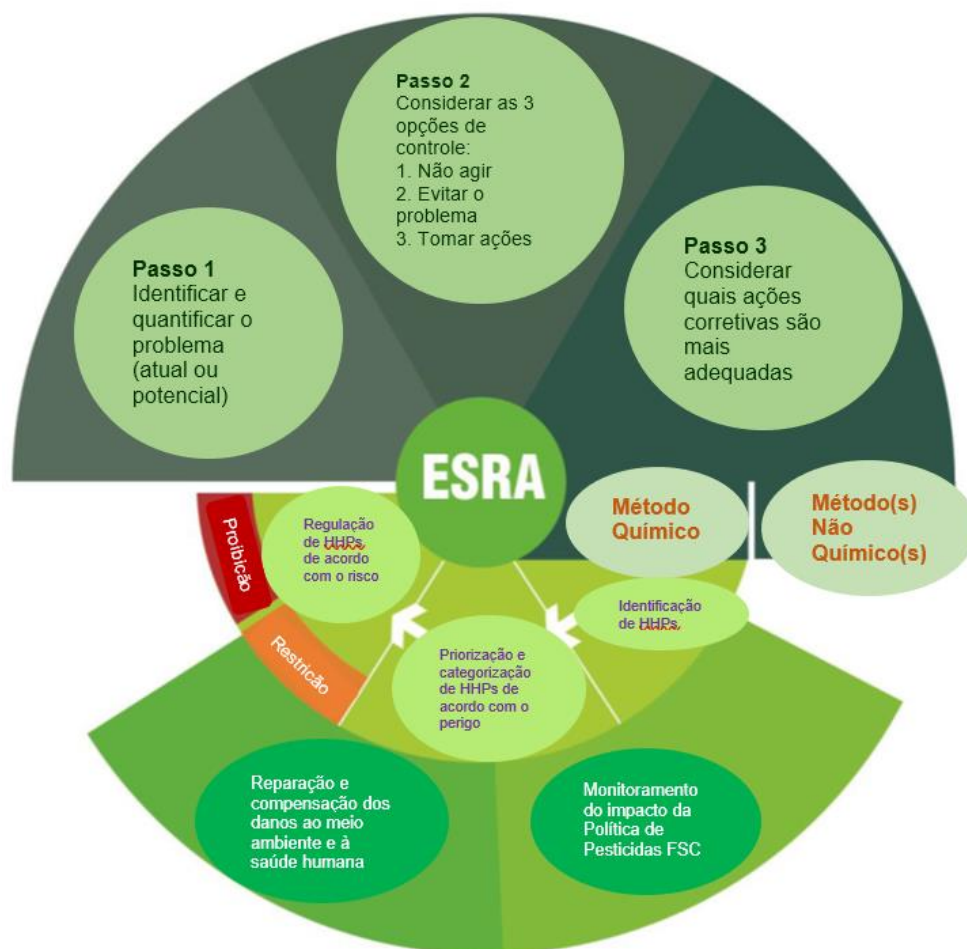 Passo 1
Identificar e
quantificar o
problema
(atual ou
potencial)
Passo 2
Considerar as 3
opções de
controle:
1. Não agir
2. Evitar o
problema
3. Tomar ações
Passo 3
Considerar
quais ações
corretivas são
mais
adequadas
ESRA
Método
Químico
Método(s)
Não
Químico(s)
Identificação
de HHPs
Priorização e
categorização
de HHPs de
acordo com o
perigo
Regulação
de HHPs
de acordo
com o risco
Proibição
Restrição
Reparação e
compensação dos
danos ao meio
ambiente e à
saúde humana
Monitoramento
do impacto da
Política de
Pesticidas FSC